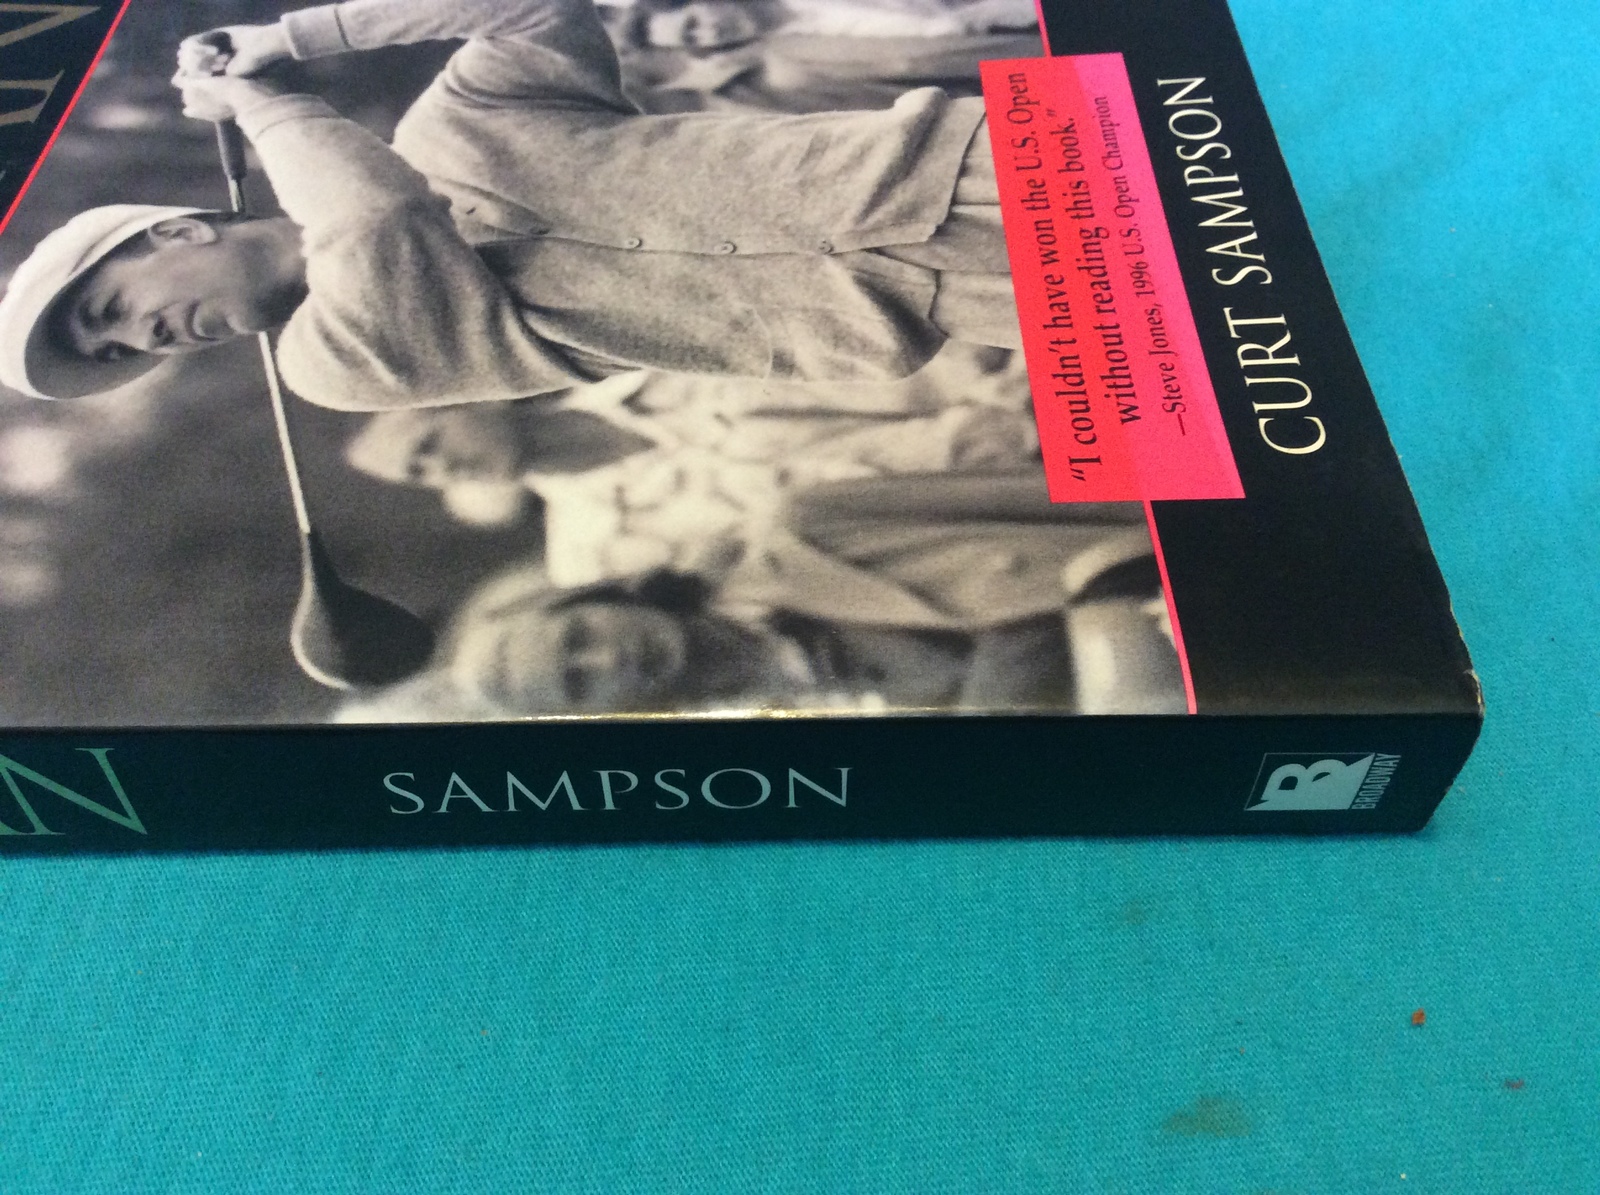 “I couldn't have won the U.S. Open
without reading this book.”
—Steve Jones, 1996 U.S. Open Champion
CURT SAMPSON
SAMPSON
B
BROADWAY